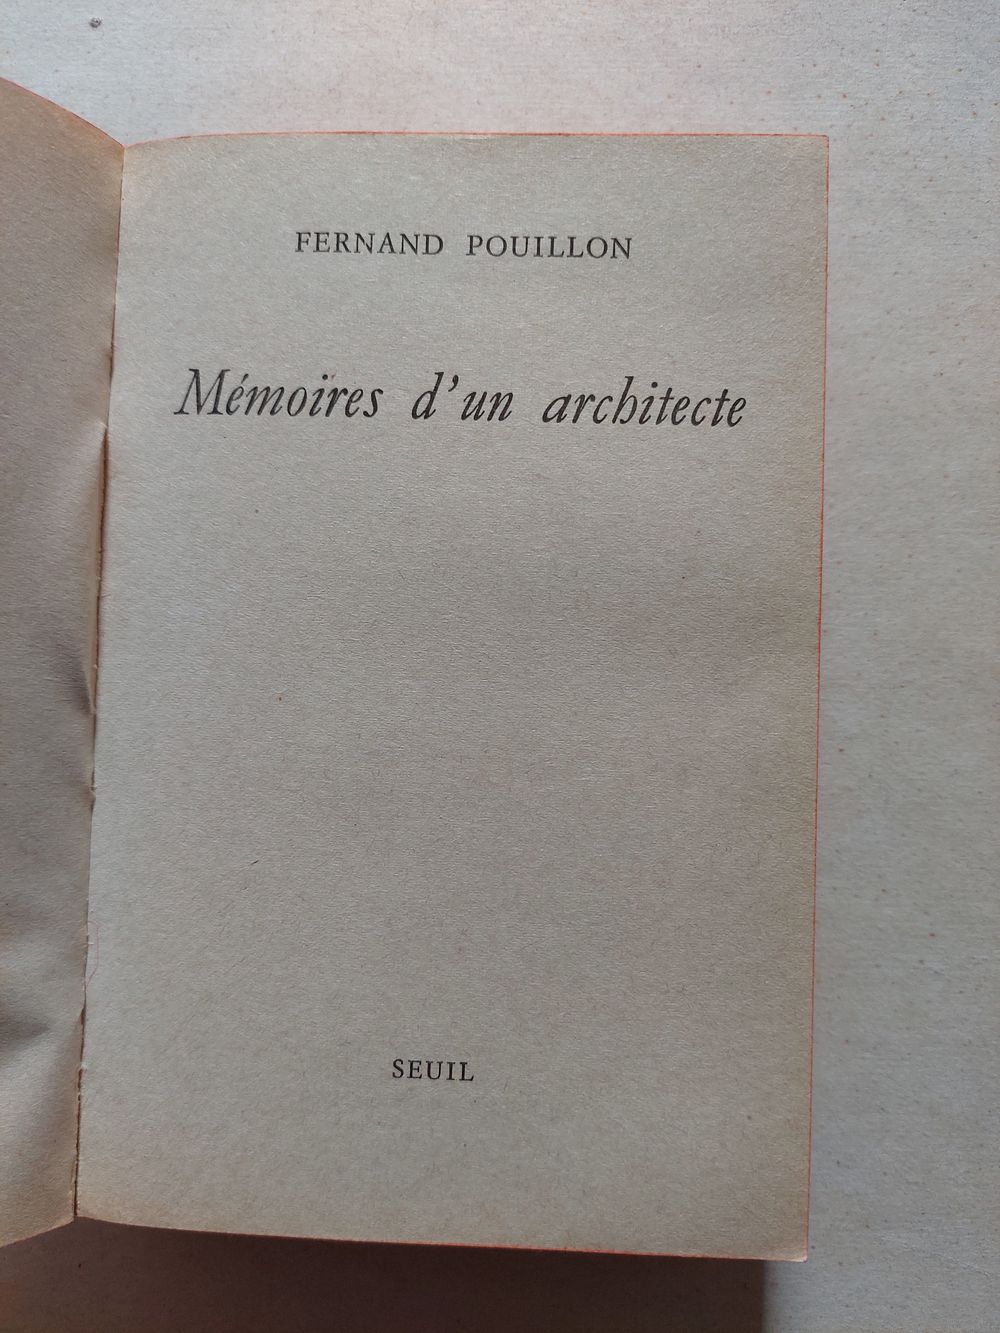 FERNAND POUILLON
Mémoires d'un architecte
SEUIL